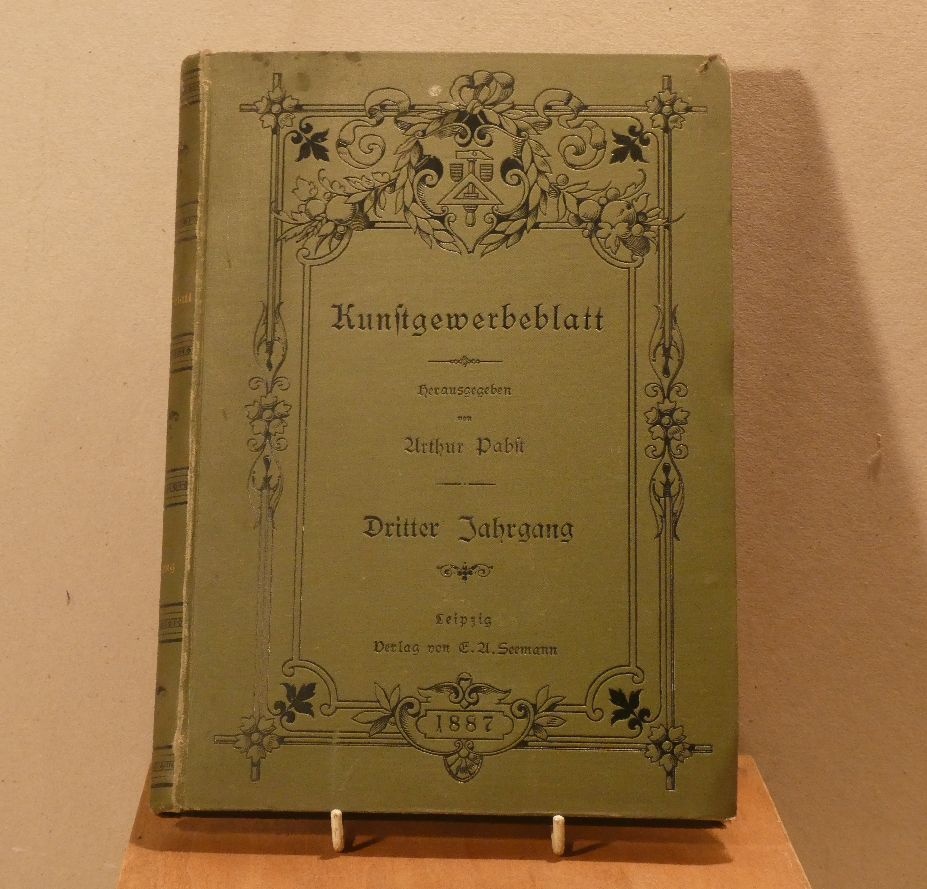 Kunſtgewerbeblatt
Herausgegeben
von
Arthur Pabſt
Dritter Jahrgang
Leipzig
Verlag von E. A. Seemann
1887